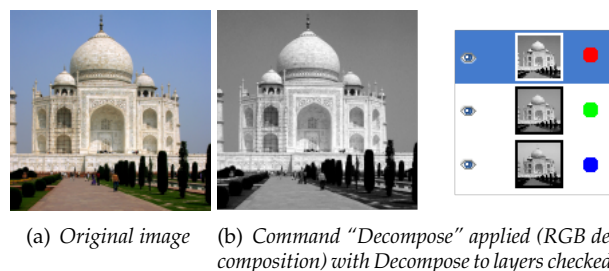 (a) Original image
(b) Command “Decompose” applied (RGB de
composition) with Decompose to layers checked